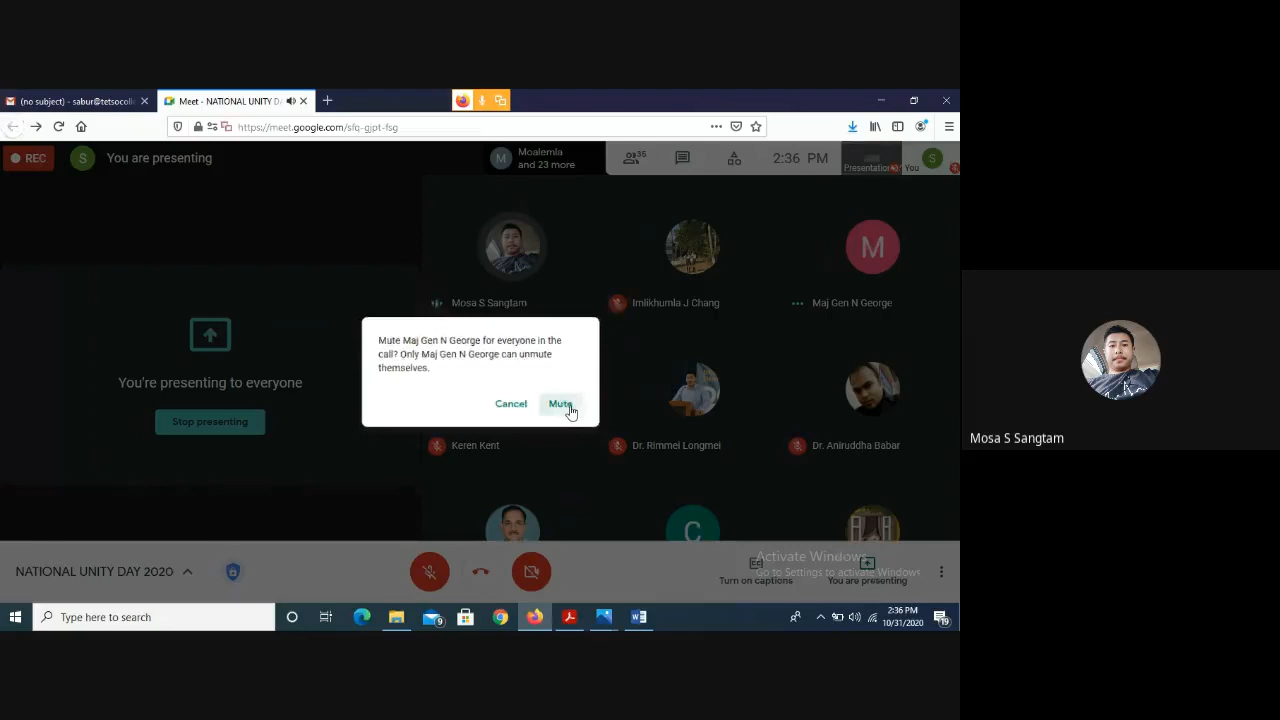 (no subject) - sabur@tetsocoll
Meet - NATIONAL UNITY DA
https://meet.google.com/sfq-gjpt-fsg
REC
S
You are presenting
M
Moalemla
and 23 more
35
2:36 PM
Presentation
You
S
M
Mosa S Sangtam
Imlikhumla J Chang
Maj Gen N George
Mute Maj Gen N George for everyone in the
call? Only Maj Gen N George can unmute
themselves.
Cancel
Mute
You're presenting to everyone
Stop presenting
Keren Kent
Dr. Rimmei Longmei
Dr. Aniruddha Babar
Mosa S Sangtam
C
NATIONAL UNITY DAY 2020
Activate Windows
Go to Settings to activate Windows
Turn on captions
You are presenting
Type here to search
9
2:36 PM
10/31/2020
19